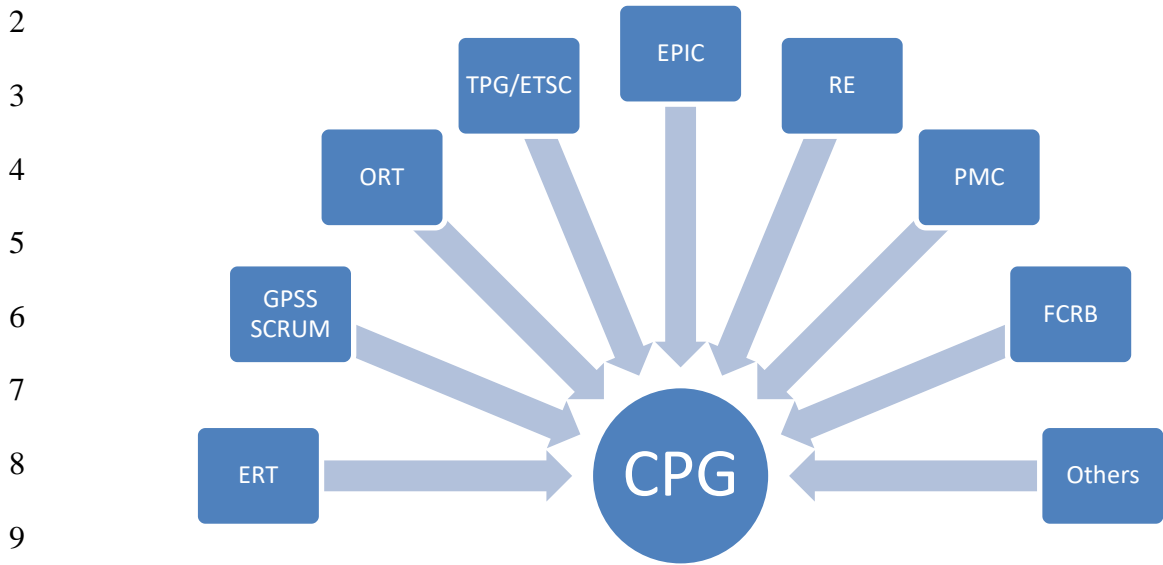 2
EPIC
TPG/ETSC
RE
3
ORT
PMC
4
5
GPSS
SCRUM
FCRB
6
7
CPG
ERT
Others
8
9